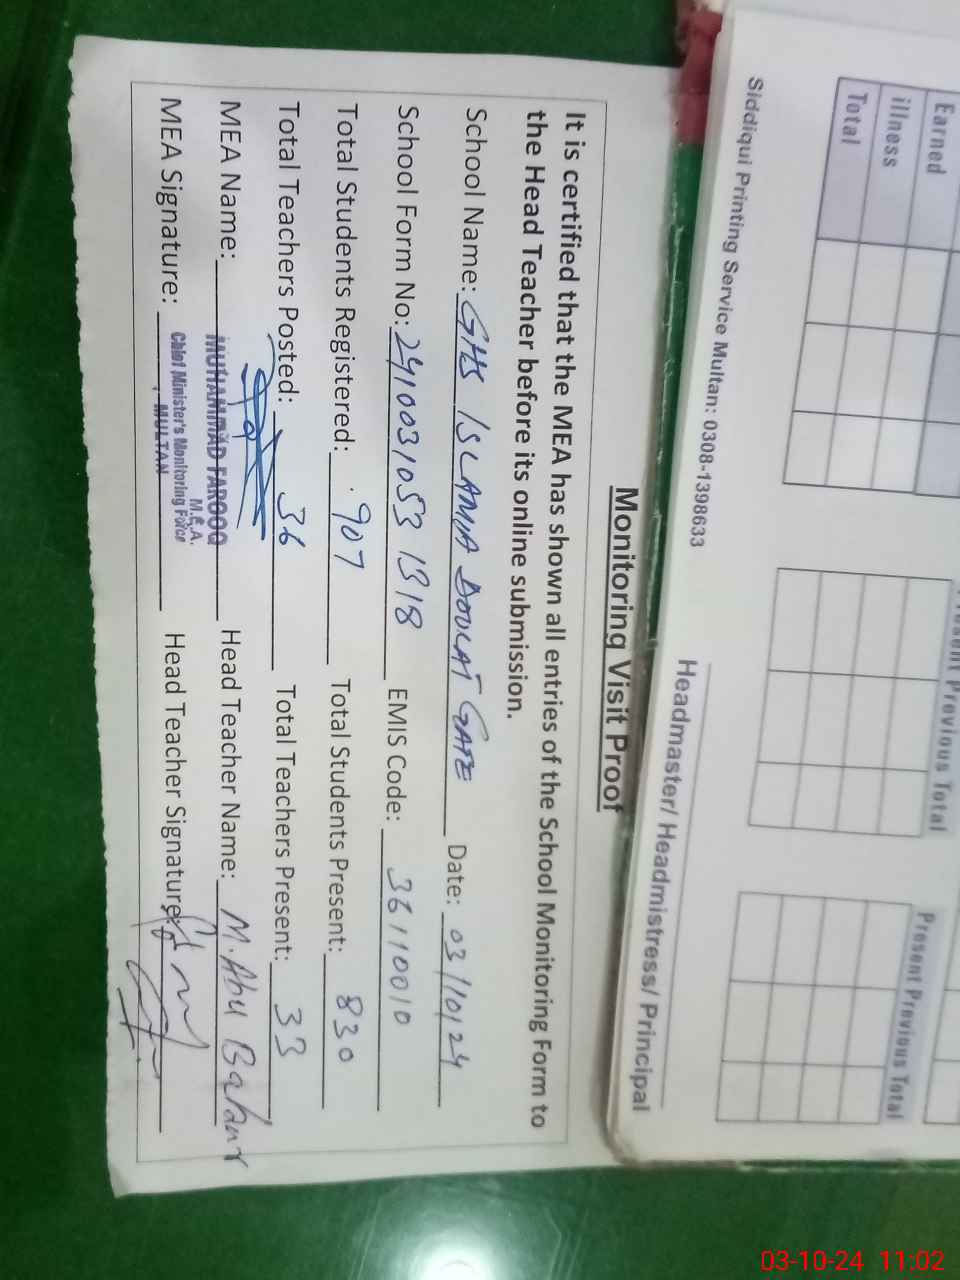 Earned
illness
Total
Present Previous Total
Present Previous Total
Siddiqui Printing Service Multan: 0308-1398633
Headmaster/ Headmistress/ Principal
Monitoring Visit Proof
It is certified that the MEA has shown all entries of the School Monitoring Form to
the Head Teacher before its online submission.
School Name: GHS ISLAMIA DOULAT GATE Date: 03/10/24
School Form No: 241003105313 18 EMIS Code: 36110010
Total Students Registered: 907 Total Students Present: 830
Total Teachers Posted: 36 Total Teachers Present: 33
MEA Name: MUHAMMAD FAROOQ Head Teacher Name: M. Abu Bakar
M.E.A.
MEA Signature: Chief Minister's Monitoring Force Head Teacher Signature:
MULTAN
03-10-24 11:02